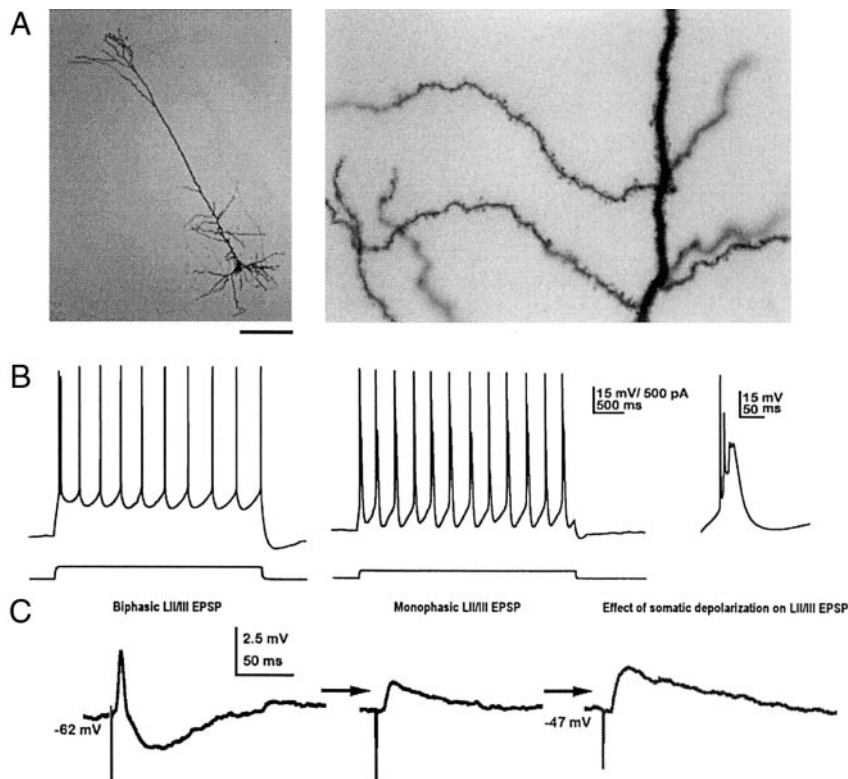 A
B
15 mV/ 500 pA
500 ms
15 mV
50 ms
Biphasic LII/III EPSP
Monophasic LII/III EPSP
Effect of somatic depolarization on LII/III EPSP
C
2.5 mV
50 ms
-62 mV
-47 mV